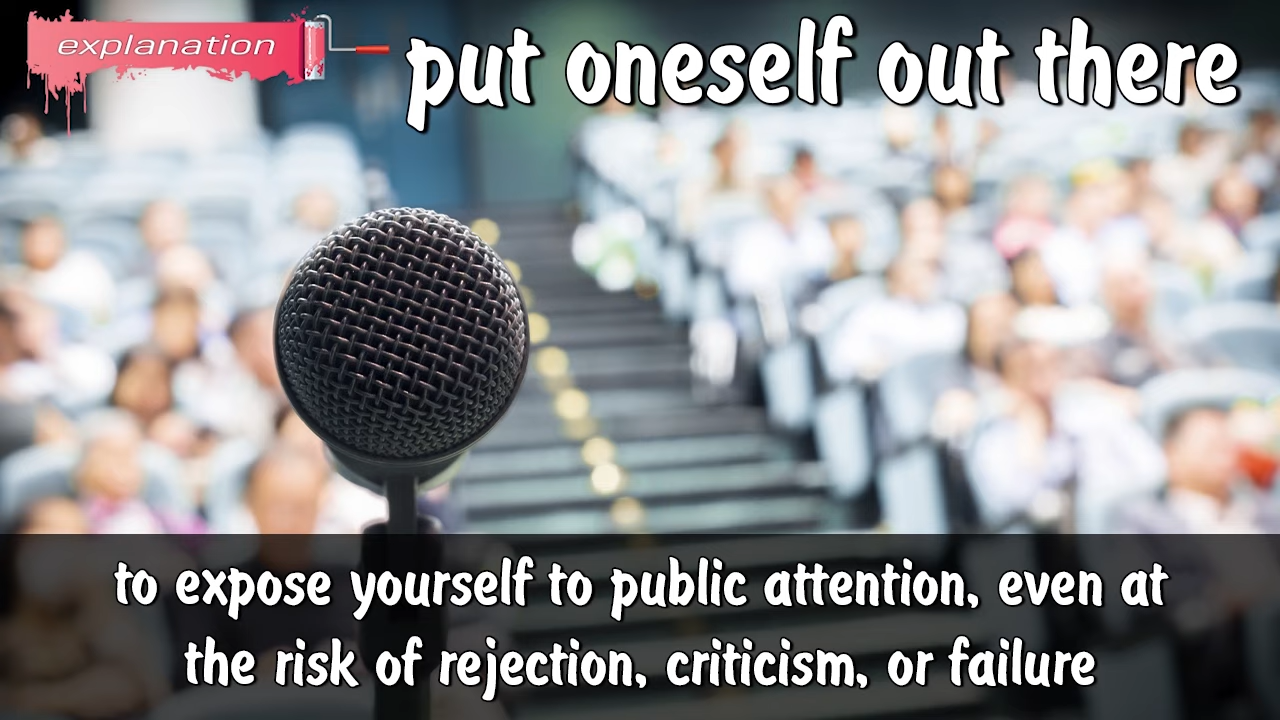 explanation
put oneself out there
to expose yourself to public attention, even at
the risk of rejection, criticism, or failure